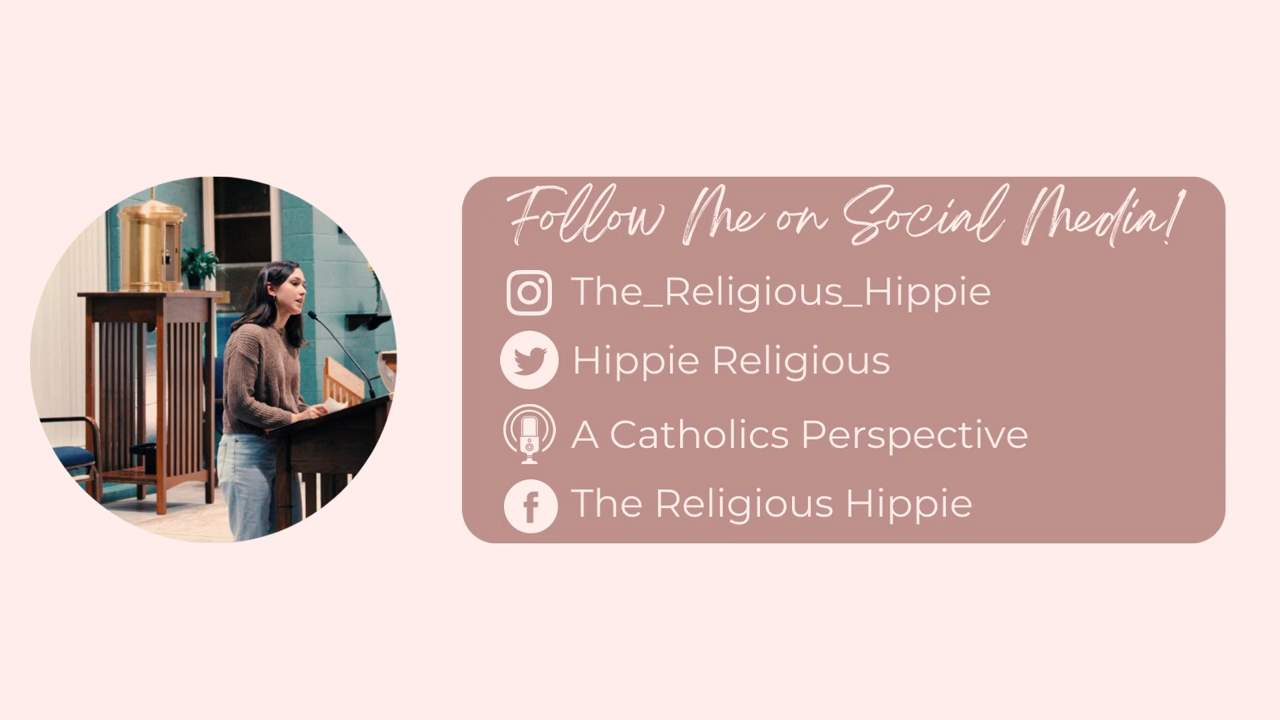 Follow Me on Social Media!
The_Religious_Hippie
Hippie Religious
A Catholics Perspective
The Religious Hippie